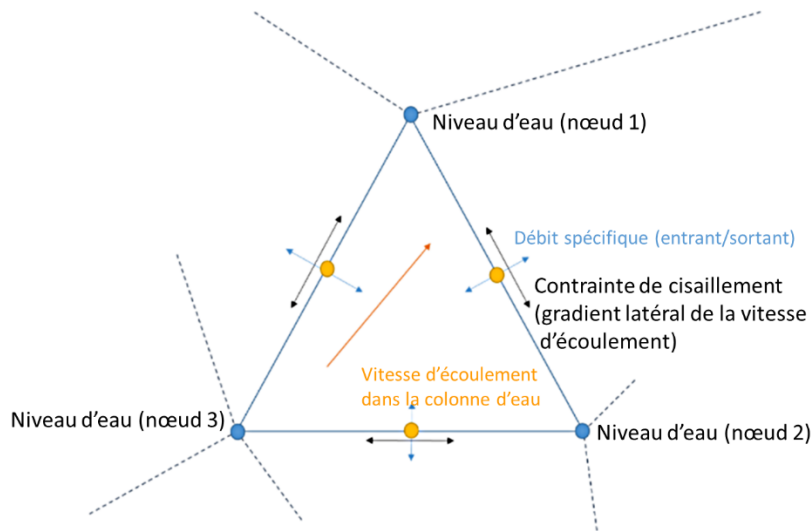 Niveau d'eau (nœud 1)
Débit spécifique (entrant/sortant)
Contrainte de cisaillement
(gradient latéral de la vitesse
d'écoulement)
Vitesse d'écoulement
dans la colonne d'eau
Niveau d'eau (nœud 3)
Niveau d'eau (nœud 2)